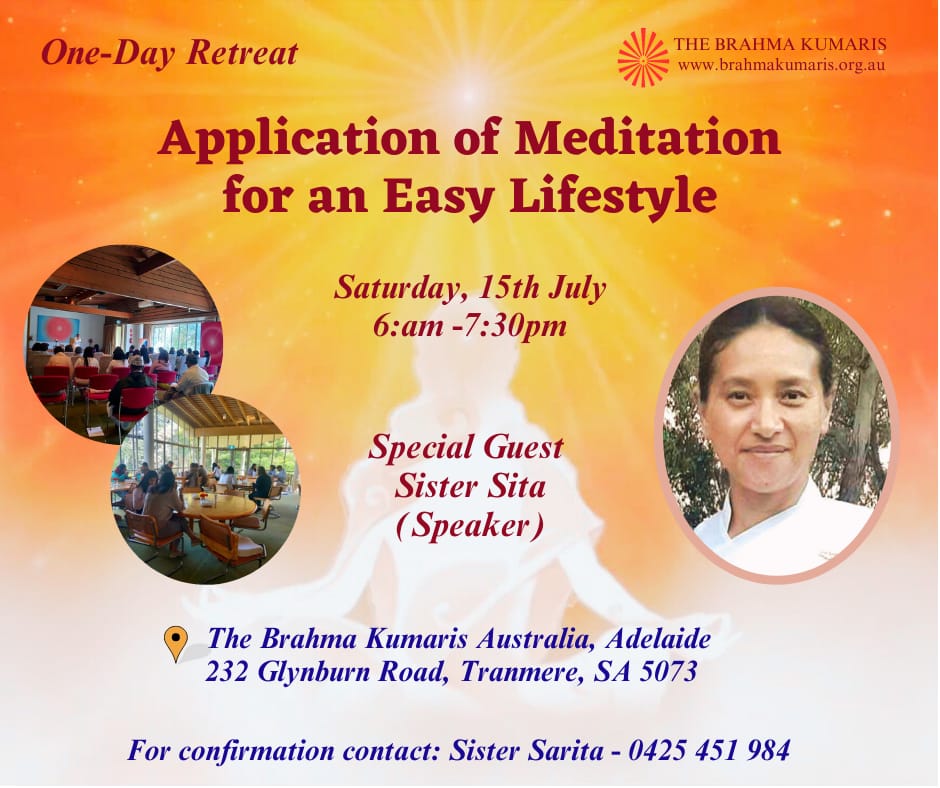 One-Day Retreat
THE BRAHMA KUMARIS
www.brahmakumaris.org.au
Application of Meditation
for an Easy Lifestyle
Saturday, 15th July
6:am -7:30pm
Special Guest
Sister Sita
(Speaker)
The Brahma Kumaris Australia, Adelaide
232 Glynburn Road, Tranmere, SA 5073
For confirmation contact: Sister Sarita - 0425 451 984